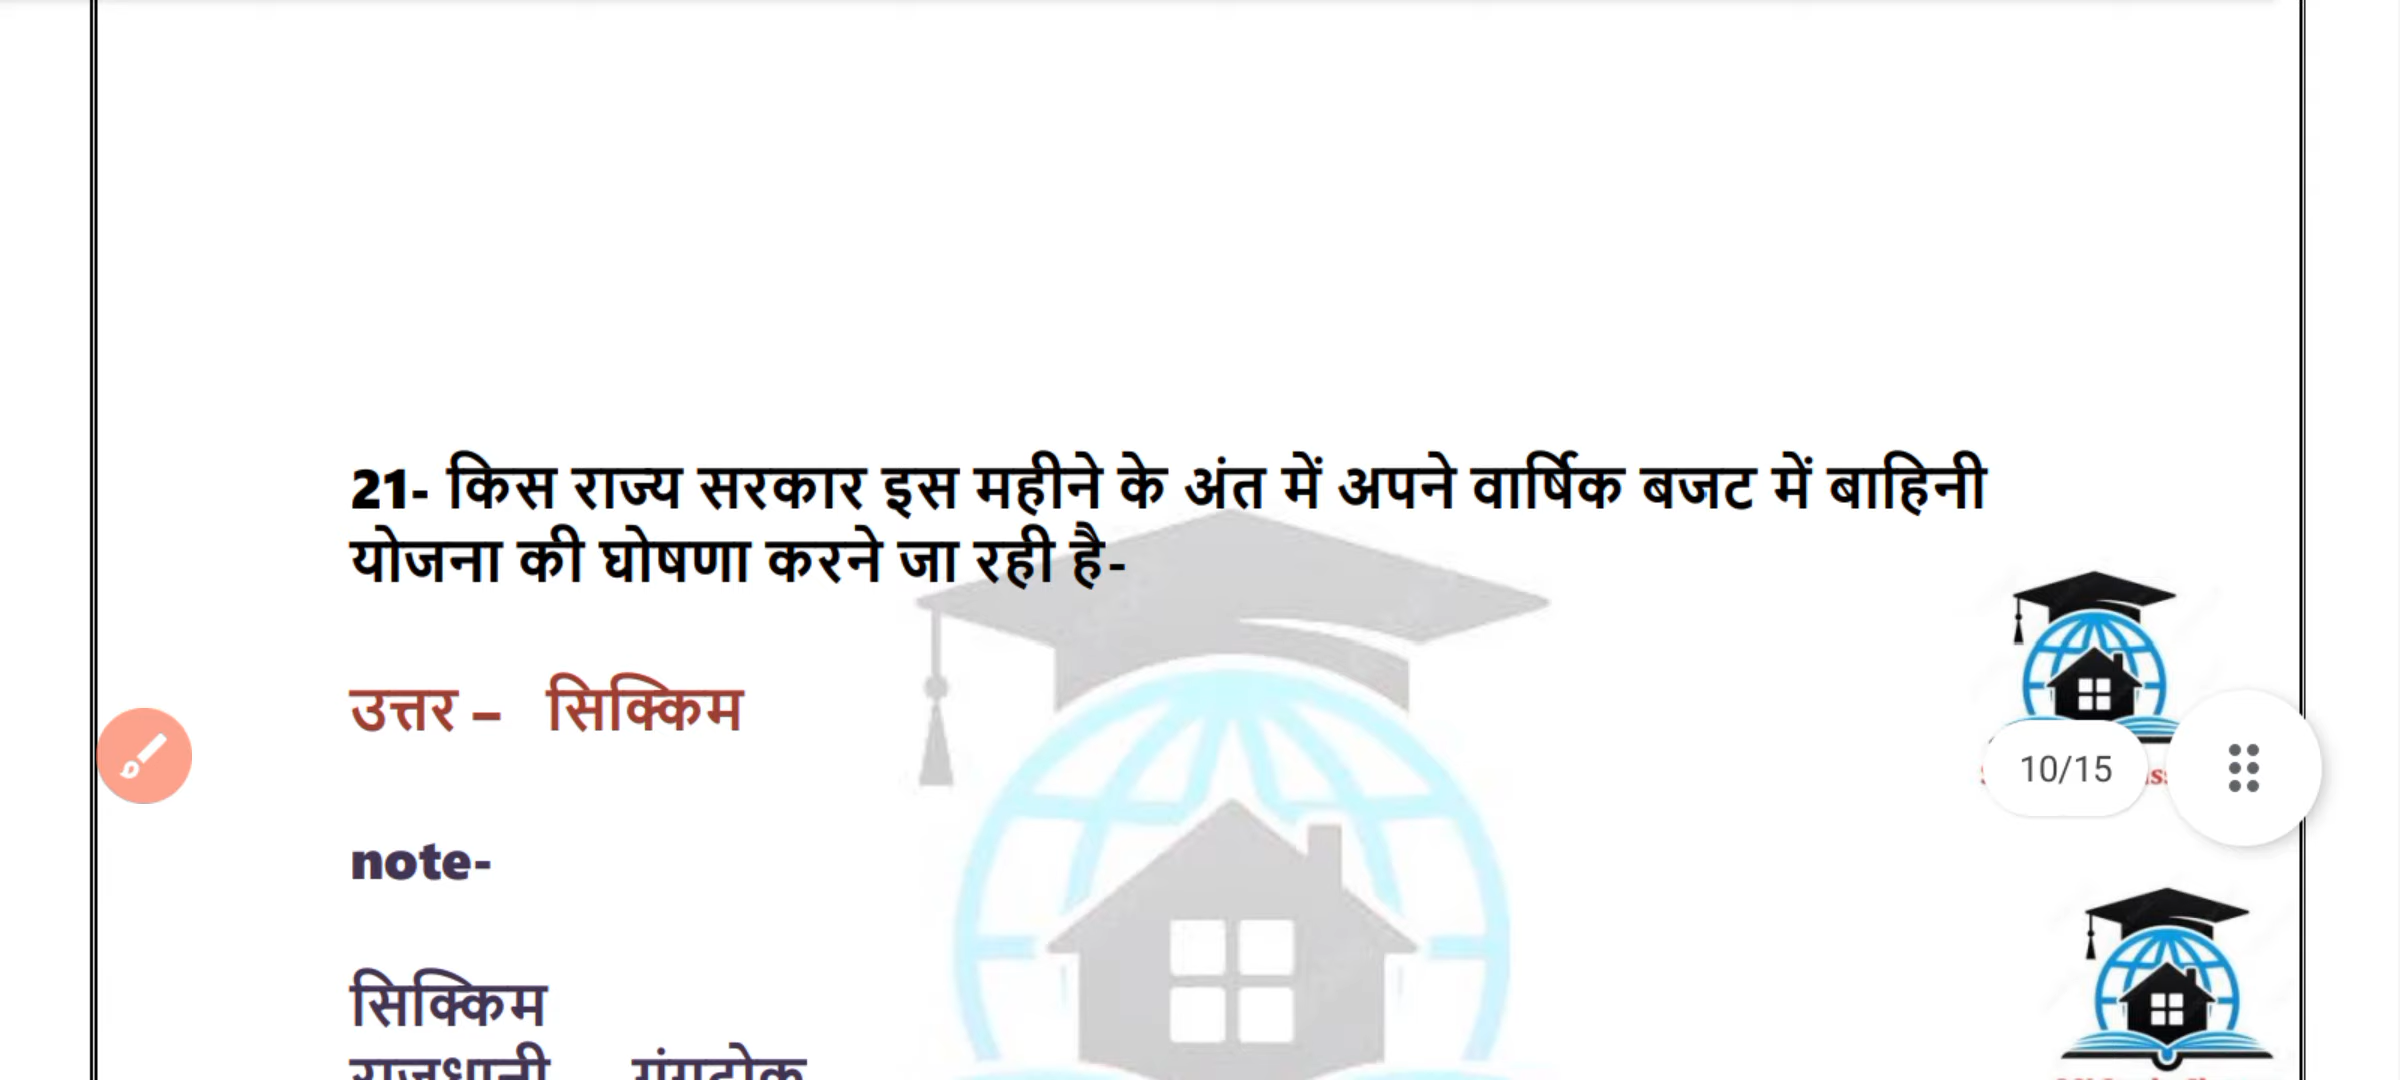 21- किस राज्य सरकार इस महीने के अंत में अपने वार्षिक बजट में बाहिनी
योजना की घोषणा करने जा रही है-
उत्तर – सिक्किम
10/15
note-
सिक्किम
राजधानी गंगटोक